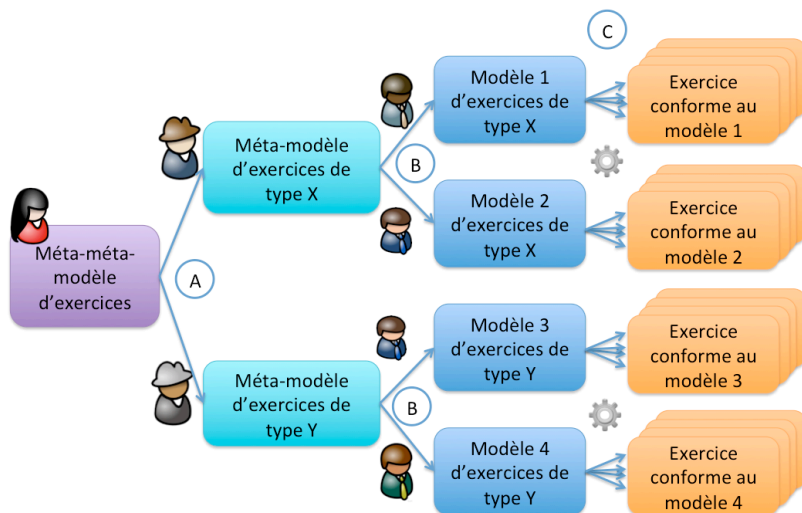 C
Modèle 1
d'exercices de
type X
Exercice
conforme au
modèle 1
Méta-modèle
d'exercices de
type X
B
Modèle 2
d'exercices de
type X
Exercice
conforme au
modèle 2
Méta-méta-
modèle
d'exercices
A
Modèle 3
d'exercices de
type Y
Exercice
conforme au
modèle 3
Méta-modèle
d'exercices de
type Y
B
Modèle 4
d'exercices de
type Y
Exercice
conforme au
modèle 4